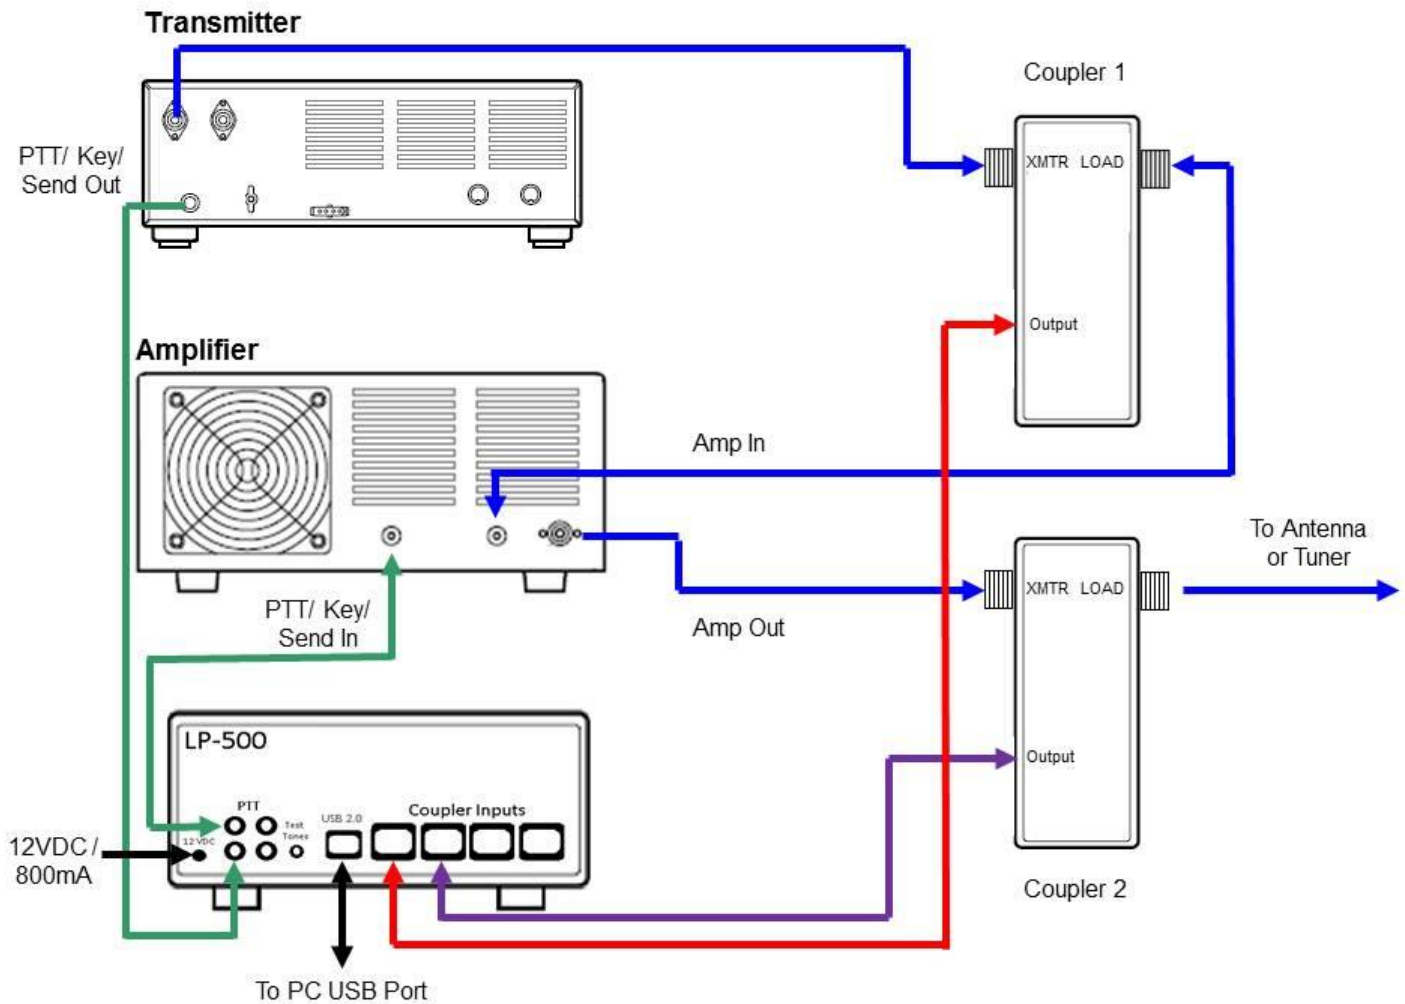 Transmitter
Coupler 1
PTT/ Key/
Send Out
XMTR LOAD
Output
Amplifier
Amp In
To Antenna
or Tuner
XMTR LOAD
PTT/ Key/
Send In
Amp Out
LP-500
Output
PTT
Test
Tones
USB 2.0
Coupler Inputs
12 VDC
12VDC /
800mA
Coupler 2
To PC USB Port